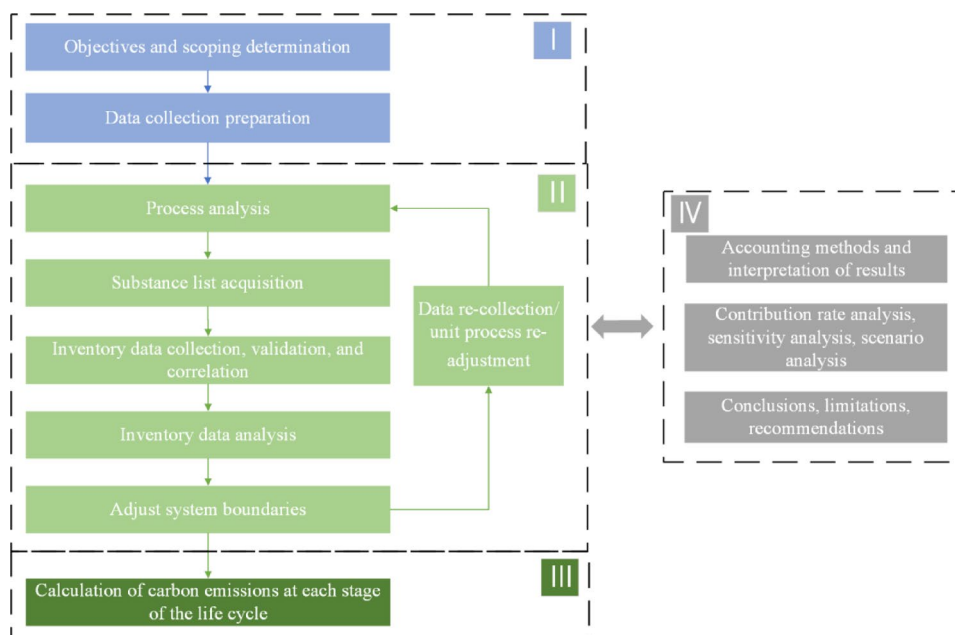 Objectives and scoping determination
I
Data collection preparation
II
Process analysis
Substance list acquisition
Inventory data collection, validation, and
correlation
Inventory data analysis
Adjust system boundaries
Data re-collection/
unit process re-
adjustment
III
Calculation of carbon emissions at each stage
of the life cycle
IV
Accounting methods and
interpretation of results
Contribution rate analysis,
sensitivity analysis, scenario
analysis
Conclusions, limitations,
recommendations